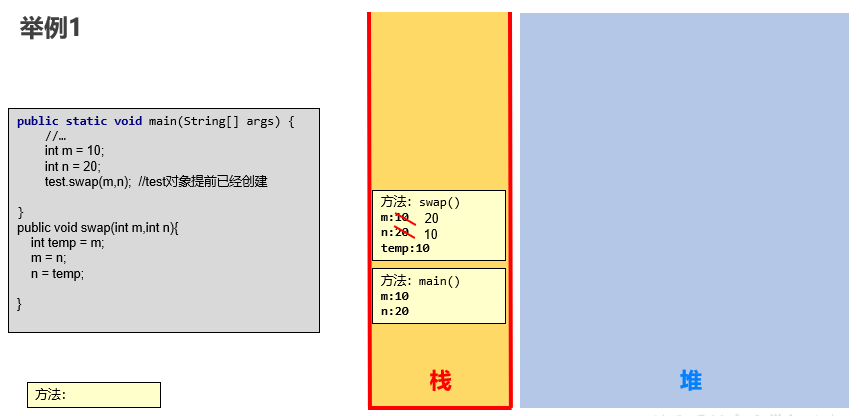 举例1
public static void main(String[] args) {
//…
int m = 10;
int n = 20;
test.swap(m,n); //test对象提前已经创建
}
public void swap(int m,int n){
int temp = m;
m = n;
n = temp;
}
方法:
方法: swap()
m:10 20
n:20 10
temp:10
方法: main()
m:10
n:20
栈
堆